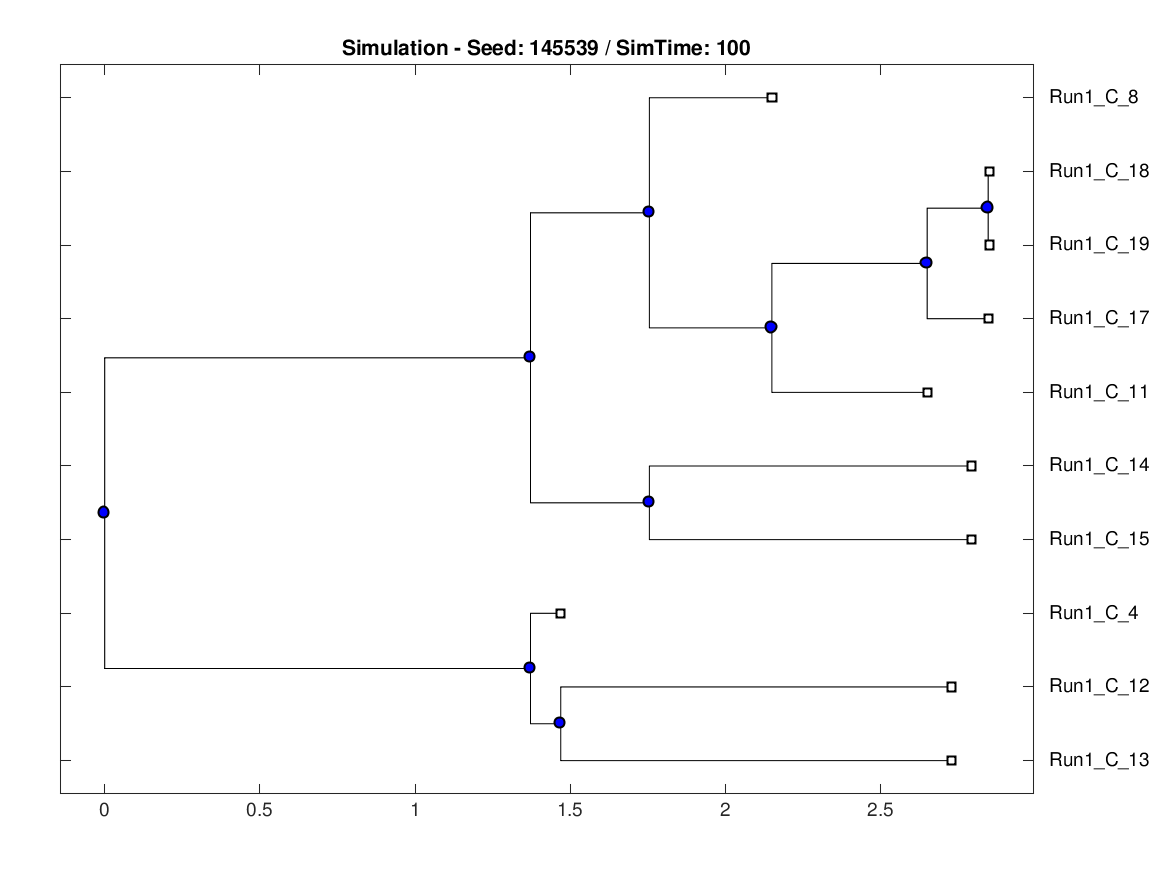 Simulation - Seed: 145539 / SimTime: 100
Run1_C_8
Run1_C_18
Run1_C_19
Run1_C_17
Run1_C_11
Run1_C_14
Run1_C_15
Run1_C_4
Run1_C_12
Run1_C_13
0 0.5 1 1.5 2 2.5